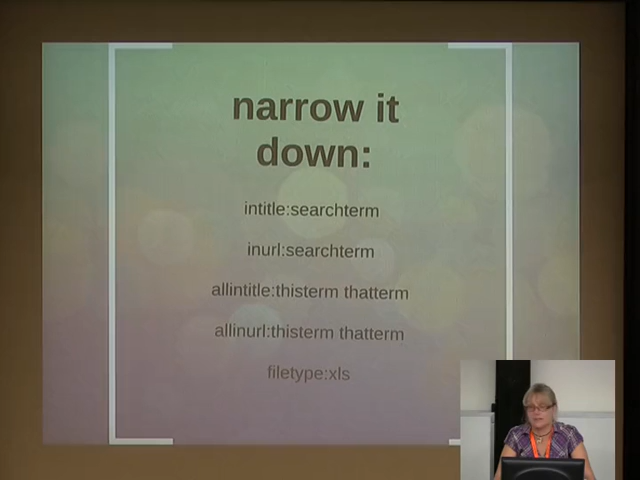 narrow it
down:
intitle:searchterm
inurl:searchterm
allintitle:thisterm thatterm
allinurl:thisterm thatterm
filetype:xls